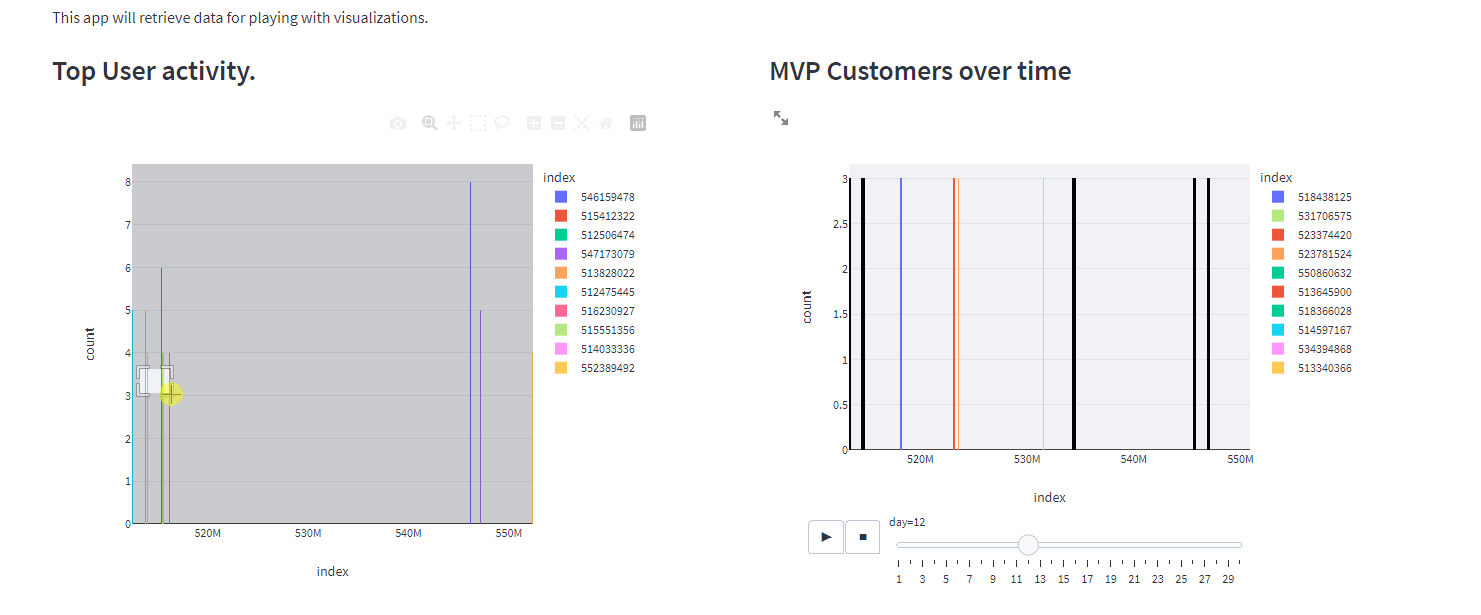 This app will retrieve data for playing with visualizations.
Top User activity.
8
7
6
5
4
3
2
1
0
count
520M
530M
540M
550M
index
index
546159478
515412322
512506474
547173079
513828022
512475445
516230927
515551356
514033336
552389492
MVP Customers over time
3
2.5
2
1.5
1
0.5
0
count
520M
530M
540M
550M
index
index
518438125
531706575
523374420
523781524
550860632
513645900
518366028
514597167
534394868
513340366
day=12
1 3 5 7 9 11 13 15 17 19 21 23 25 27 29